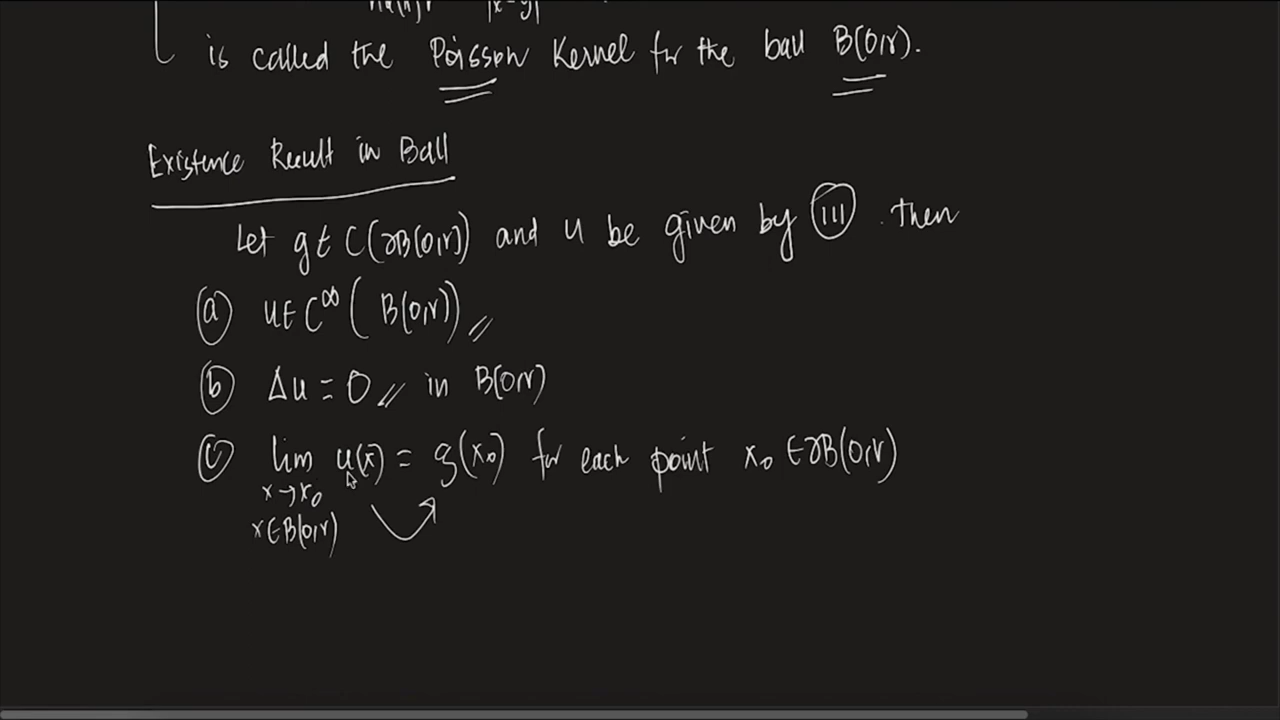 nα(n)r |x-y|
is called the Poisson Kernel for the ball B(0,r).
Existence Result in Ball
Let g ∈ C(∂B(0,r)) and u be given by (III). then
(a) u ∈ C^∞(B(0,r))
(b) Δu = 0 in B(0,r)
(c) lim u(x) = g(x₀) for each point x₀ ∈ ∂B(0,r)
x→x₀
x∈B(0,r)